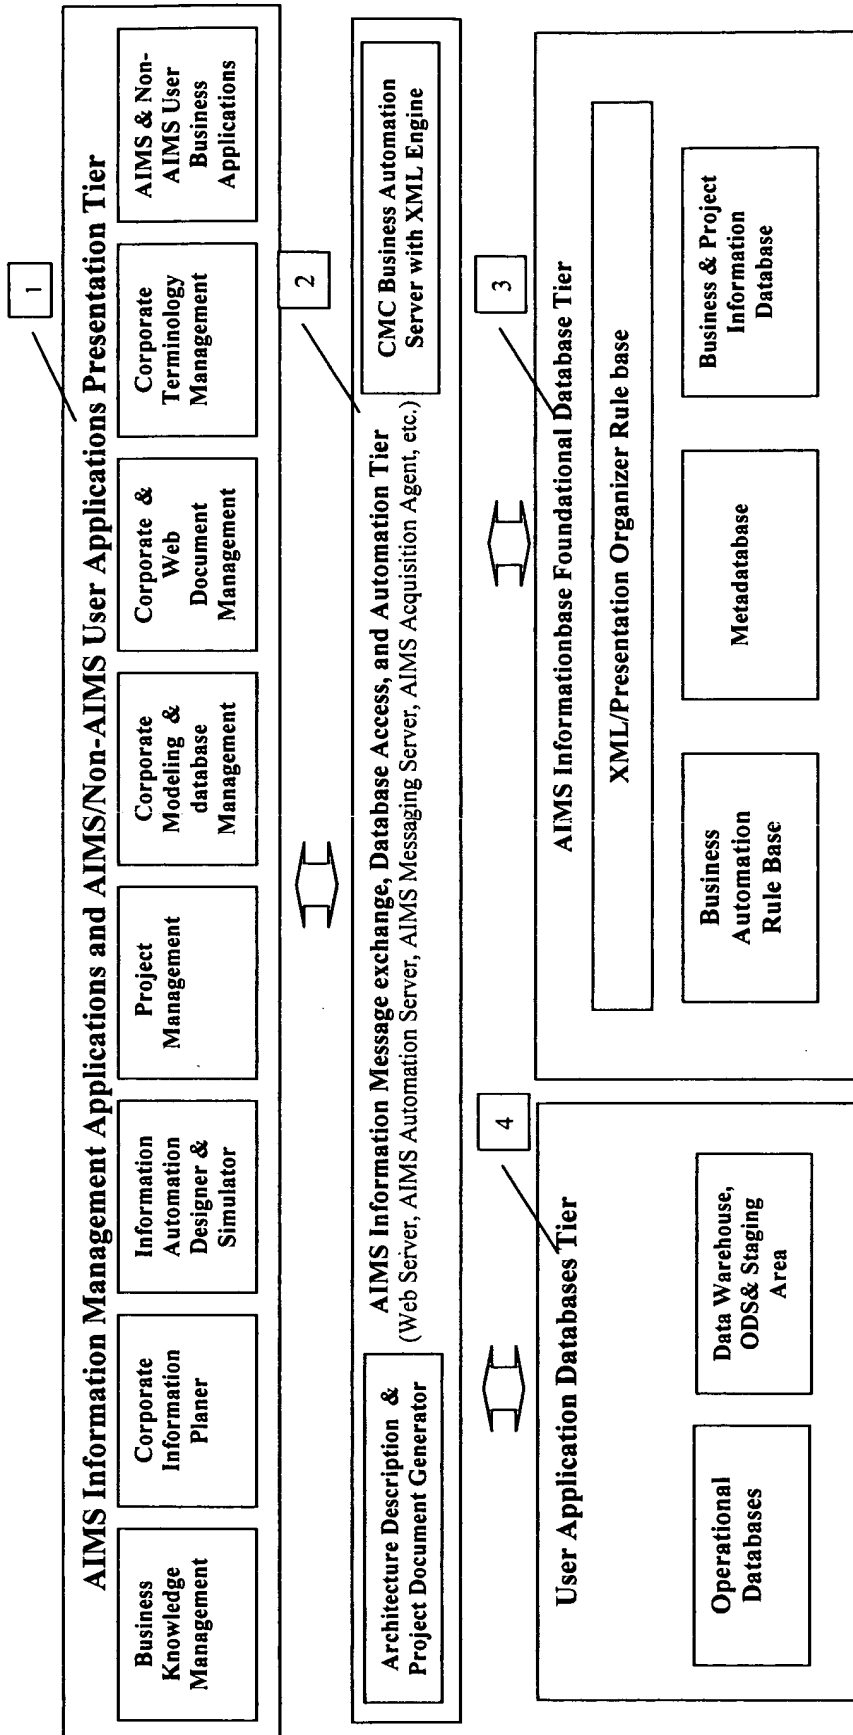 1
AIMS Information Management Applications and AIMS/Non-AIMS User Applications Presentation Tier
Business
Knowledge
Management
Corporate
Information
Planer
Information
Automation
Designer &
Simulator
Project
Management
Corporate
Modeling &
database
Management
Corporate &
Web
Document
Management
Corporate
Terminology
Management
AIMS & Non-
AIMS User
Business
Applications
2
Architecture Description &
Project Document Generator
AIMS Information Message exchange, Database Access, and Automation Tier
(Web Server, AIMS Automation Server, AIMS Messaging Server, AIMS Acquisition Agent, etc.)
CMC Business Automation
Server with XML Engine
4
User Application Databases Tier
Operational
Databases
Data Warehouse,
ODS& Staging
Area
3
AIMS Informationbase Foundational Database Tier
XML/Presentation Organizer Rule base
Business
Automation
Rule Base
Metadatabase
Business & Project
Information
Database